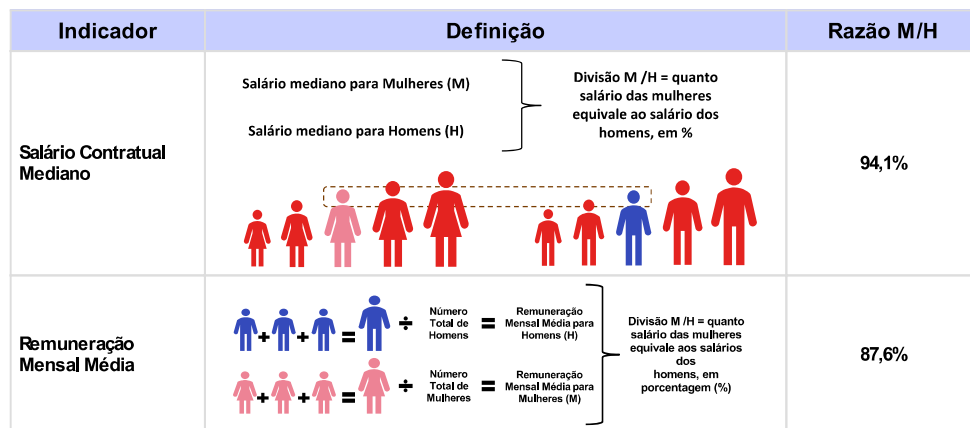 Indicador
Definição
Razão M/H
Salário Contratual
Mediano
Salário mediano para Mulheres (M)
Salário mediano para Homens (H)
Divisão M /H = quanto
salário das mulheres
equivale ao salário dos
homens, em %
94,1%
Remuneração
Mensal Média
+ + = ÷
Número
Total de
Homens
=
Remuneração
Mensal Média para
Homens (H)
+ + = ÷
Número
Total de
Mulheres
=
Remuneração
Mensal Média para
Mulheres (M)
Divisão M /H = quanto
salário das mulheres
equivale aos salários
dos
homens, em
porcentagem (%)
87,6%